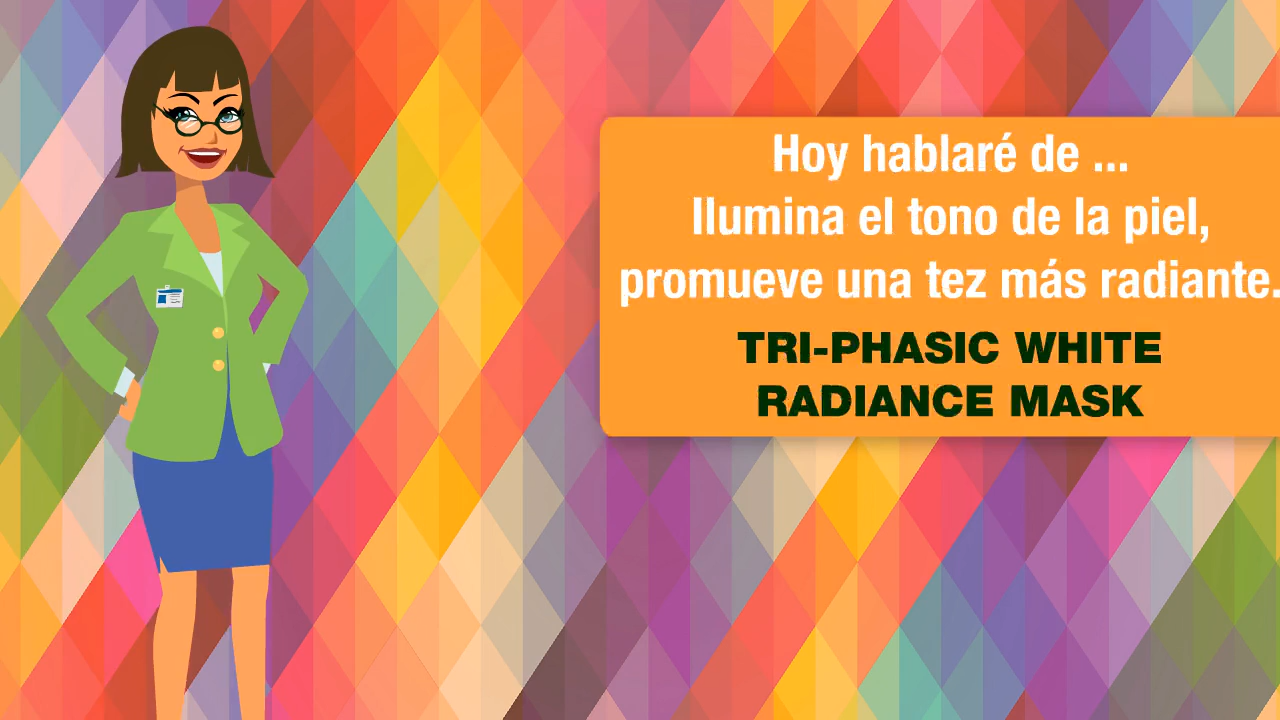 Hoy hablaré de ...
Ilumina el tono de la piel,
promueve una tez más radiante.
TRI-PHASIC WHITE
RADIANCE MASK